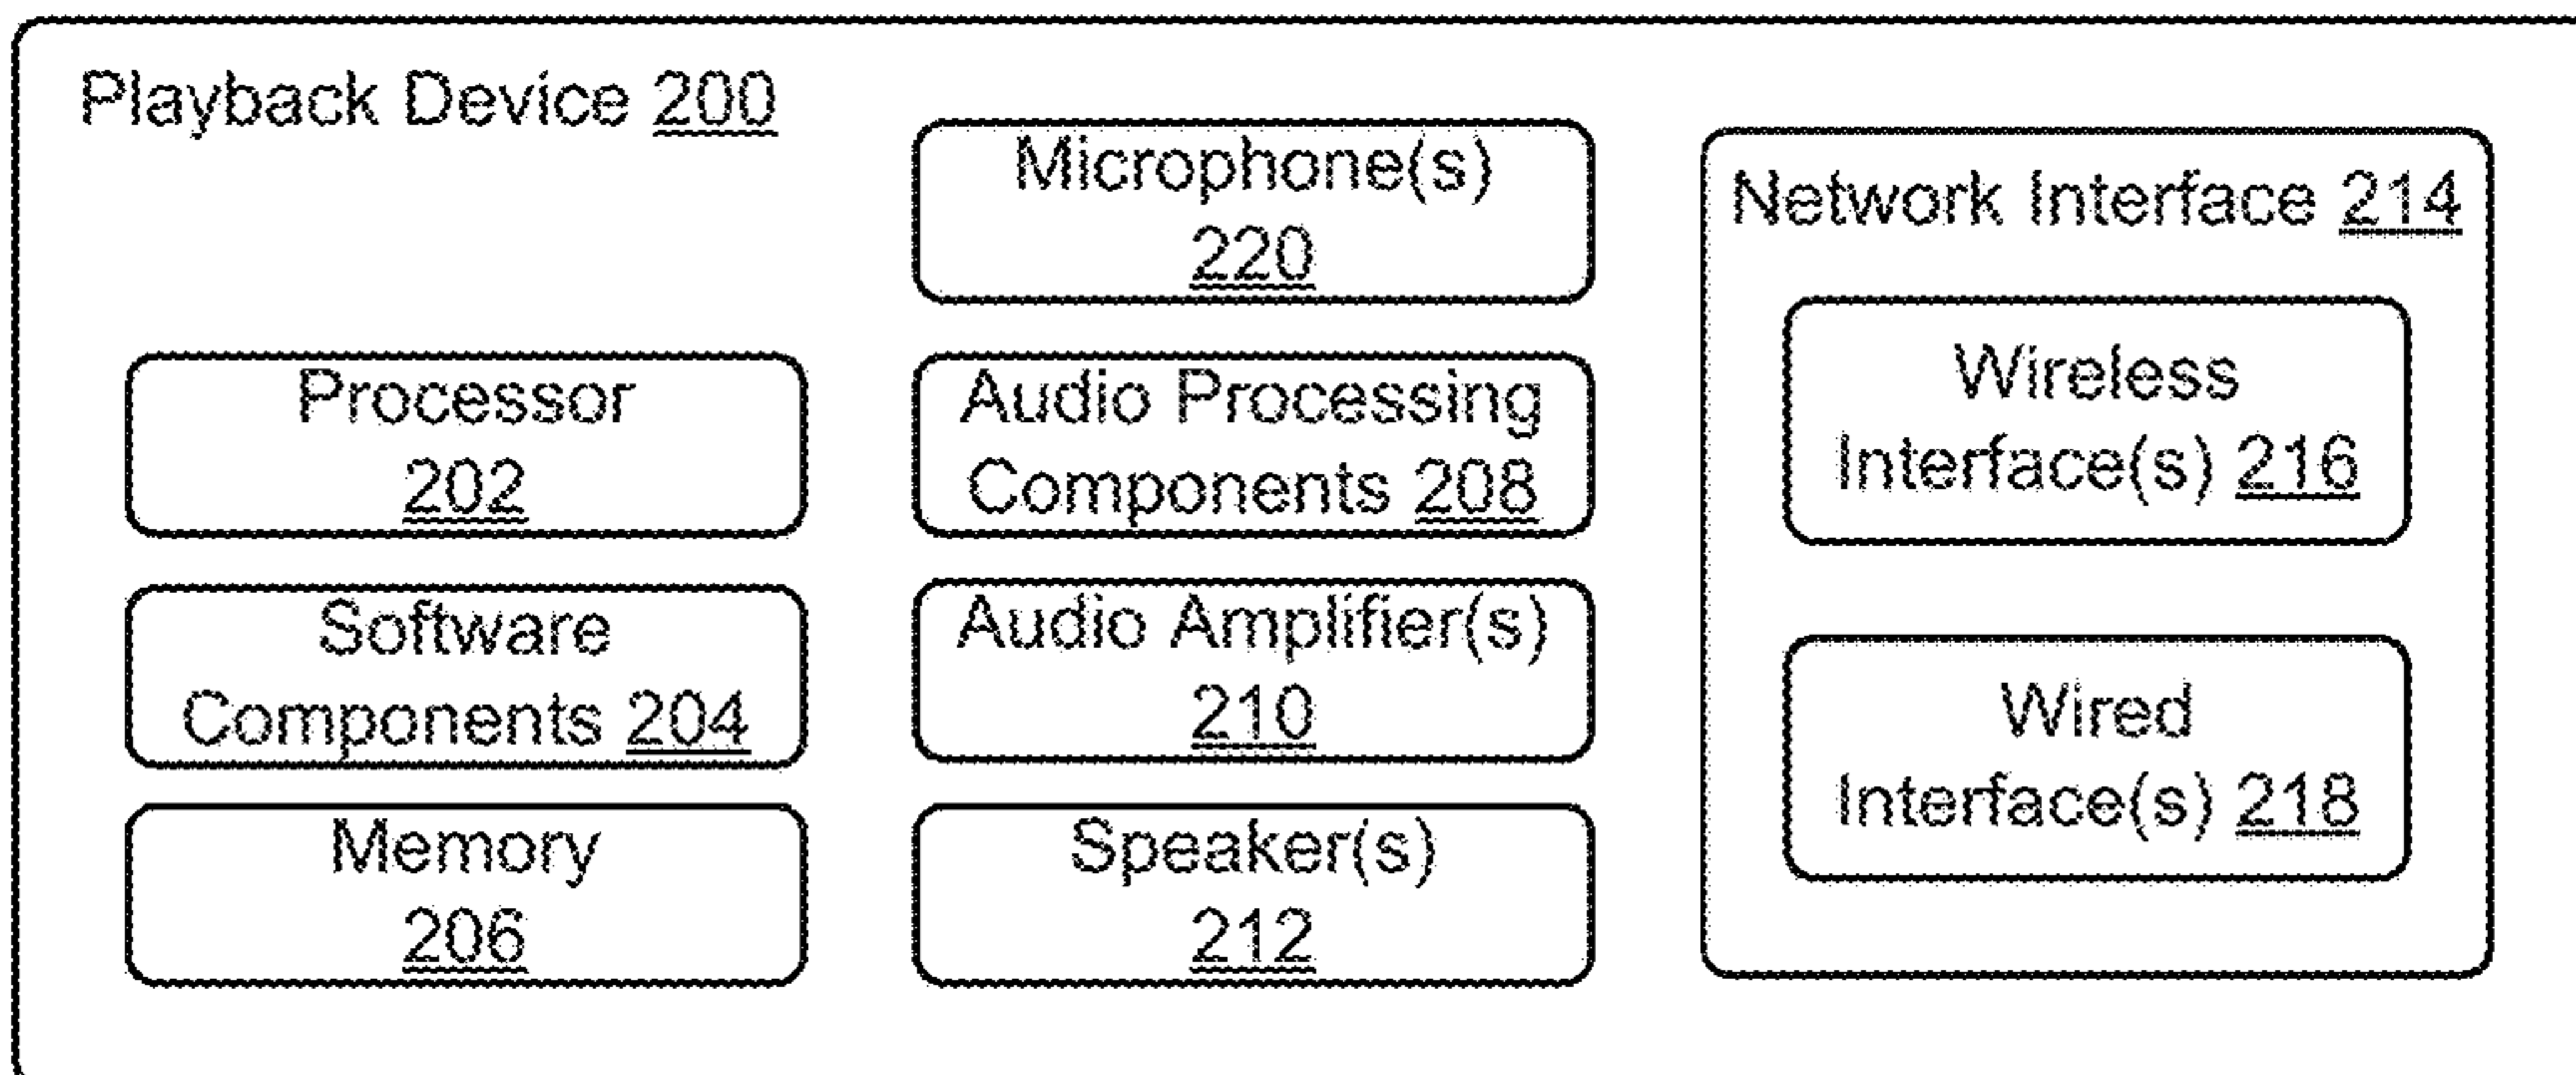 Playback Device 200
Microphone(s)
220
Processor
202
Audio Processing
Components 208
Software
Components 204
Audio Amplifier(s)
210
Memory
206
Speaker(s)
212
Network Interface 214
Wireless
Interface(s) 216
Wired
Interface(s) 218